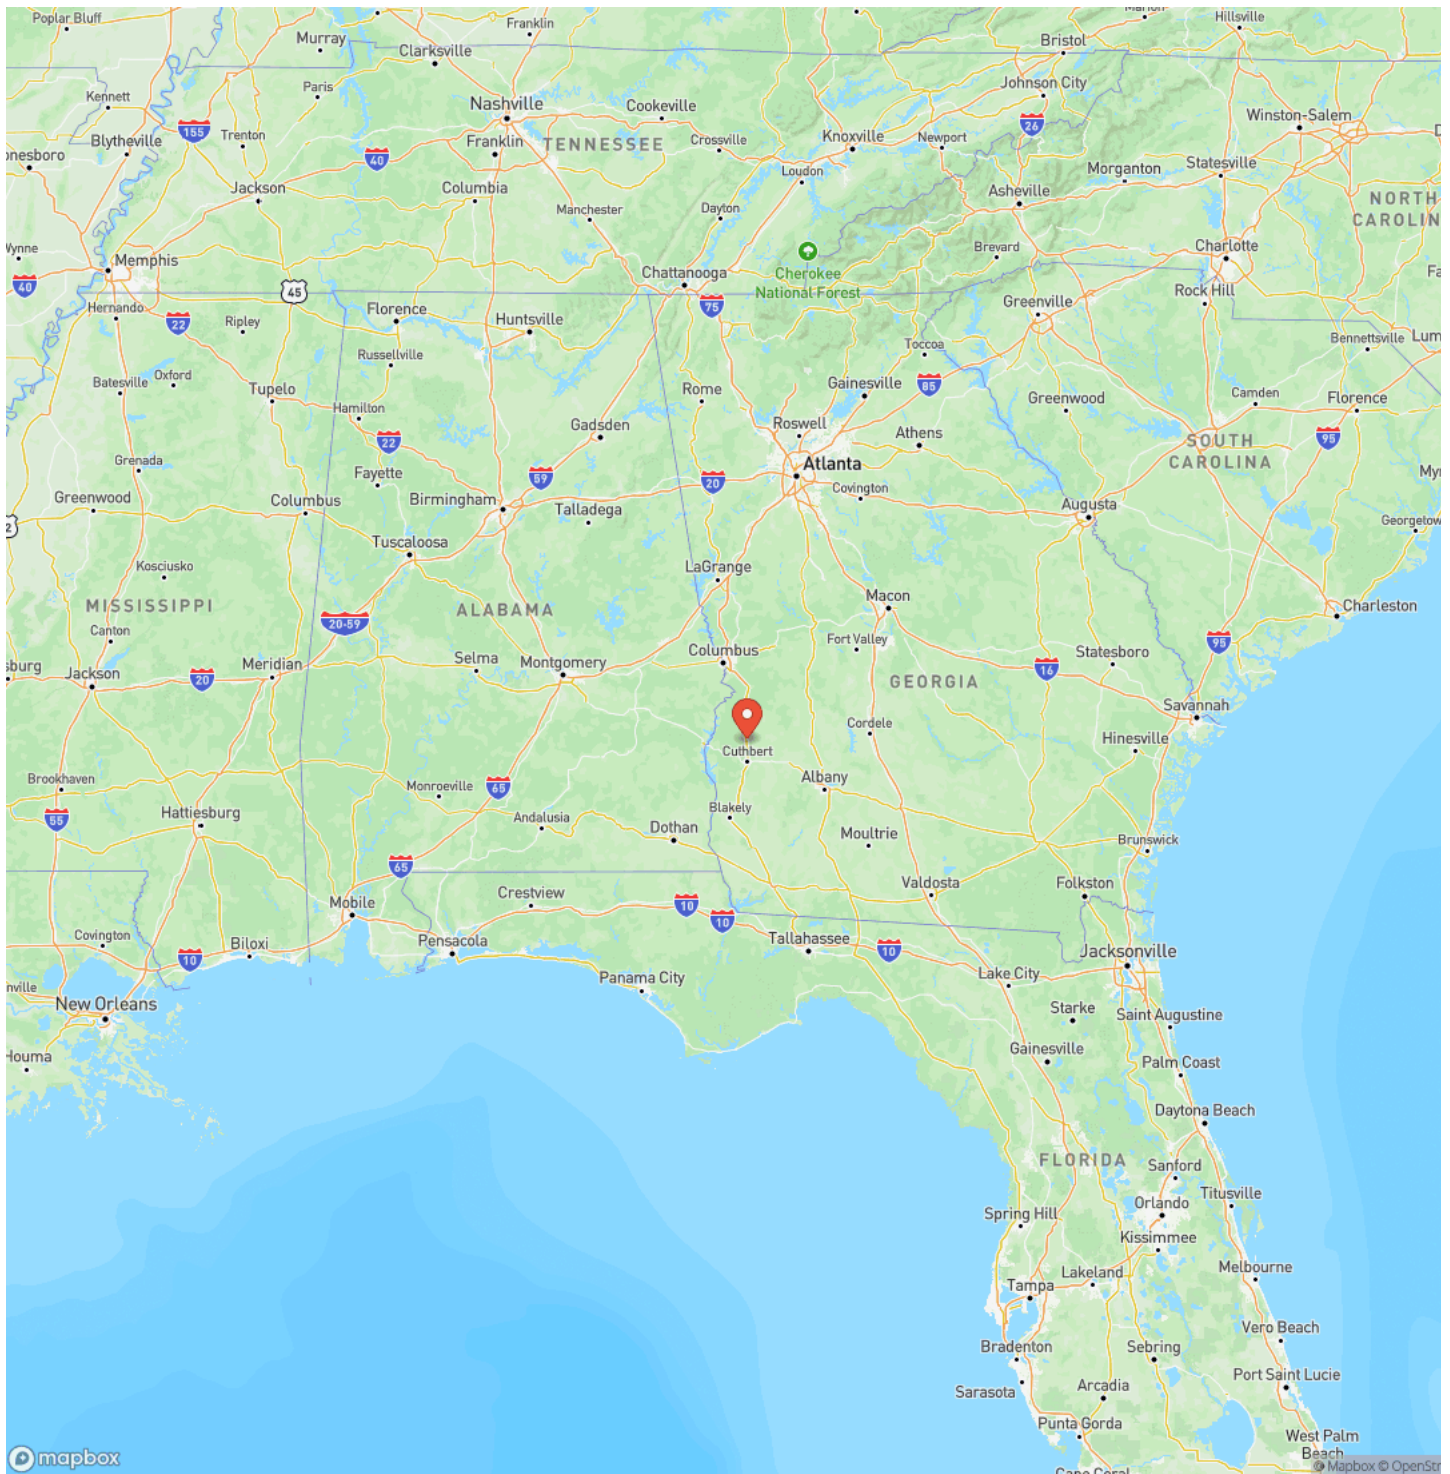 Poplar Bluff
Franklin
Marion
Hillsville
Murray
Clarksville
Bristol
Kennett
Paris
Nashville
Cookeville
Johnson City
155
Trenton
Blytheville
Franklin
TENNESSEE
Crossville
Knoxville
Newport
26
Winston-Salem
onesboro
40
Jackson
Columbia
Loudon
Morganton
Statesville
Manchester
Dayton
Asheville
NORTH
CAROLIN
Wynne
Memphis
Brevard
Charlotte
40
45
Chattanooga
Cherokee
National Forest
Rock Hill
Hernando
22
Ripley
Florence
Huntsville
75
Greenville
Russellville
Toccoa
Bennettsville
Lum
Batesville
Oxford
Tupelo
Rome
Gainesville
85
Greenwood
Camden
Florence
Hamilton
22
Gadsden
Roswell
Athens
SOUTH
CAROLINA
95
Grenada
Fayette
59
20
Atlanta
Covington
Greenwood
Columbus
Birmingham
Talladega
Augusta
2
Georgetow
Tuscaloosa
Kosciusko
LaGrange
MISSISSIPPI
ALABAMA
Macon
Charleston
20-59
Canton
Fort Valley
95
sburg
Jackson
20
Meridian
Selma
Montgomery
Columbus
16
Statesboro
GEORGIA
Savannah
Cordele
Hinesville
Cuthbert
Brookhaven
Monroeville
65
Albany
55
Hattiesburg
Andalusia
Dothan
Blakely
Moultrie
Brunswick
65
Crestview
Valdosta
Folkston
Mobile
10
10
Covington
Biloxi
10
Pensacola
Tallahassee
10
Jacksonville
nville
New Orleans
Panama City
Lake City
Starke
Saint Augustine
Houma
Gainesville
Palm Coast
Daytona Beach
FLORIDA
Sanford
Titusville
Orlando
Spring Hill
Kissimmee
Lakeland
Melbourne
Tampa
Vero Beach
Bradenton
Sebring
Sarasota
Arcadia
Port Saint Lucie
Punta Gorda
West Palm
Beach
mapbox
© Mapbox © OpenStr
Cape Coral